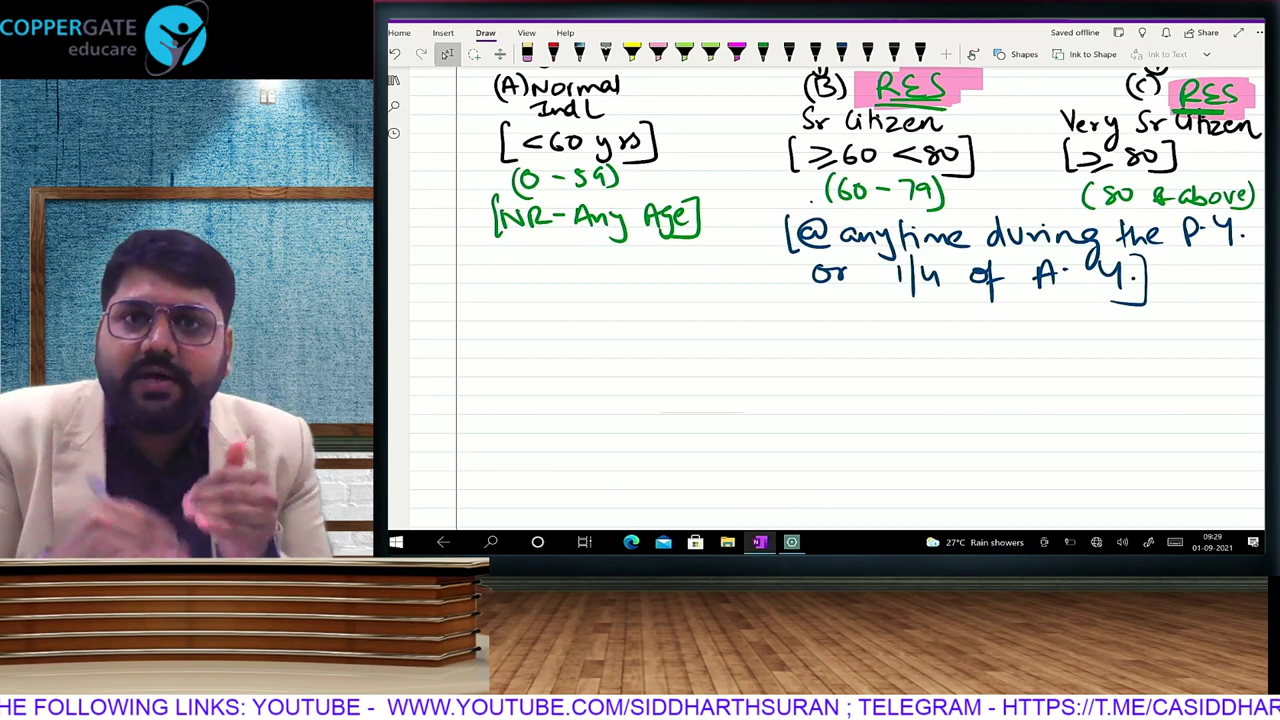 COPPERGATE
educare
Home Insert Draw View Help
Saved offline
Share
Shapes
Ink to Shape
Ink to Text
(A) Normal
Indl
[<60 yrs]
(0 - 59)
[NR - Any Age]
(B) RES
Sr Citizen
[≥60 <80]
(60 - 79)
(C) RES
Very Sr Citizen
[≥ 80]
(80 & above)
[@ anytime during the P.Y.
or 1/4 of A.Y.]
27°C Rain showers
09:29
01-09-2021
HE FOLLOWING LINKS: YOUTUBE - WWW.YOUTUBE.COM/SIDDHARTHSURAN ; TELEGRAM - HTTPS://T.ME/CASIDDHAR